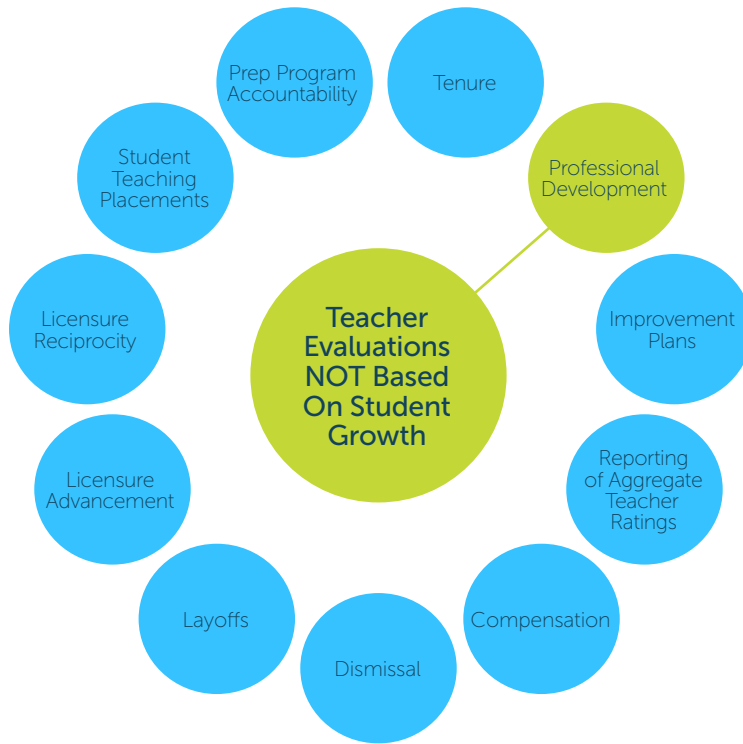 Prep Program
Accountability
Tenure
Student
Teaching
Placements
Professional
Development
Licensure
Reciprocity
Teacher
Evaluations
NOT Based
On Student
Growth
Improvement
Plans
Licensure
Advancement
Reporting
of Aggregate
Teacher
Ratings
Layoffs
Compensation
Dismissal